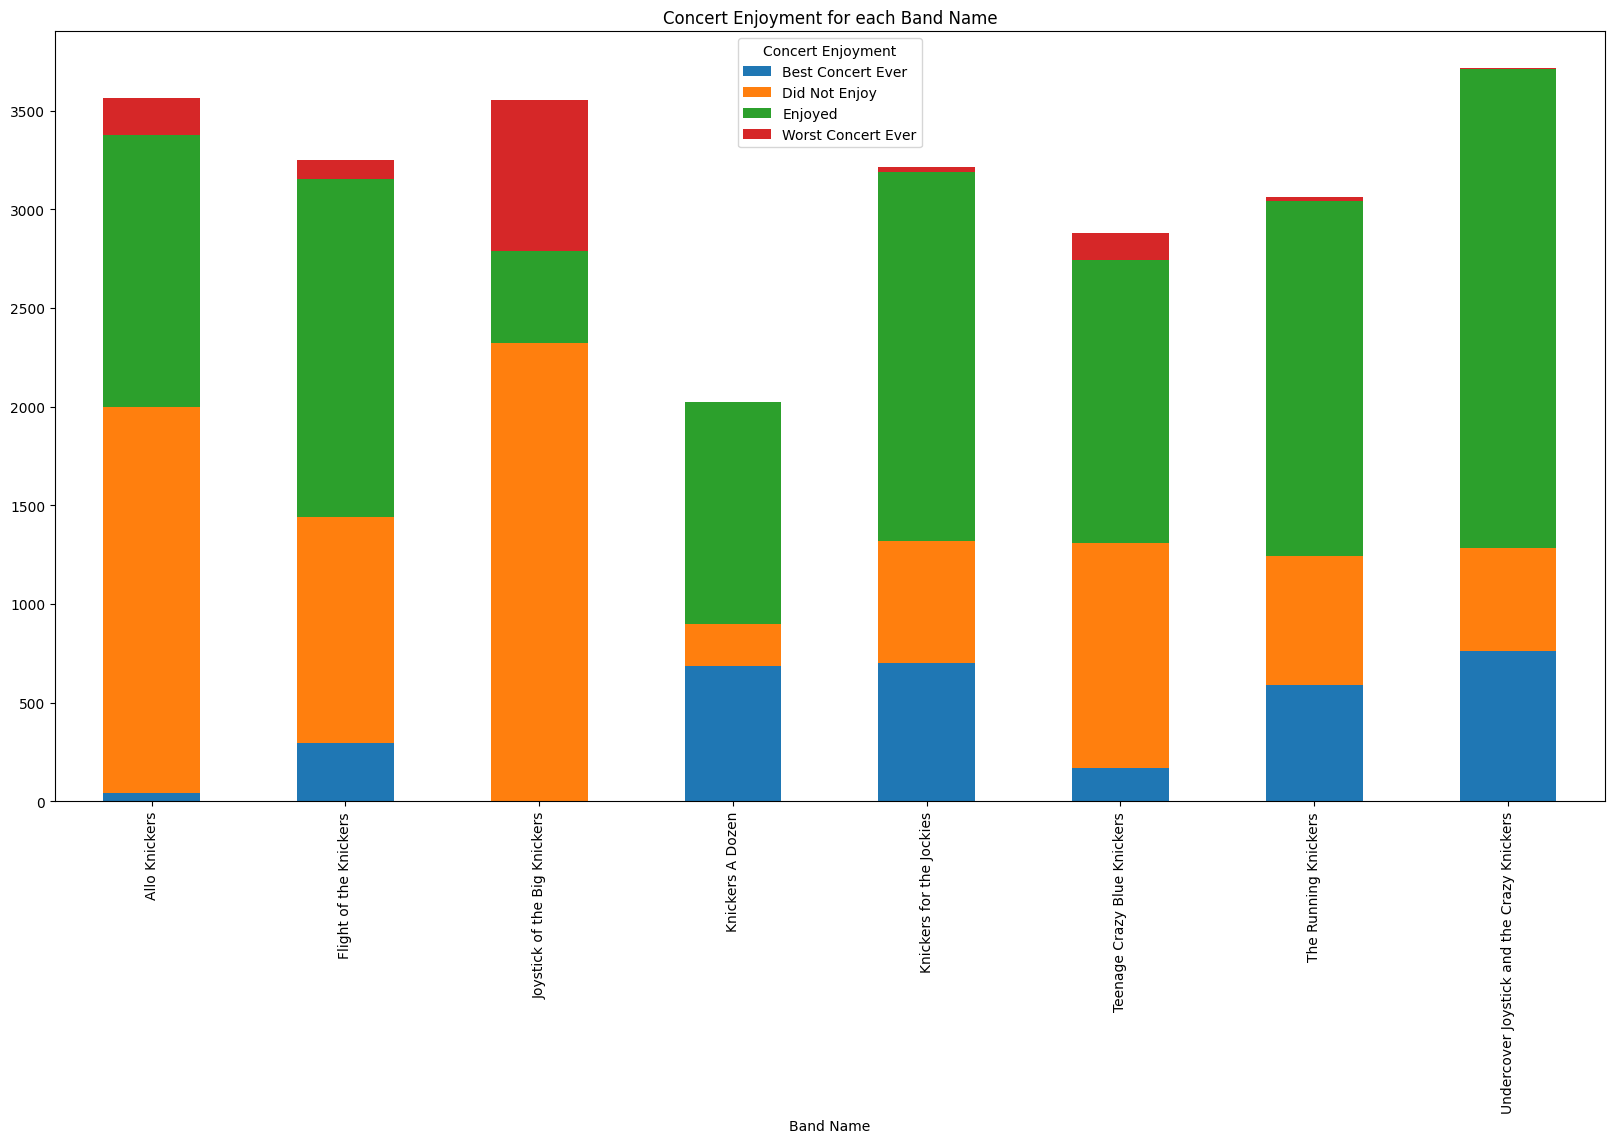 Concert Enjoyment for each Band Name
Concert Enjoyment
Best Concert Ever
Did Not Enjoy
Enjoyed
Worst Concert Ever
3500
3000
2500
2000
1500
1000
500
0
Allo Knickers
Flight of the Knickers
Joystick of the Big Knickers
Knickers A Dozen
Knickers for the Jockies
Teenage Crazy Blue Knickers
The Running Knickers
Undercover Joystick and the Crazy Knickers
Band Name